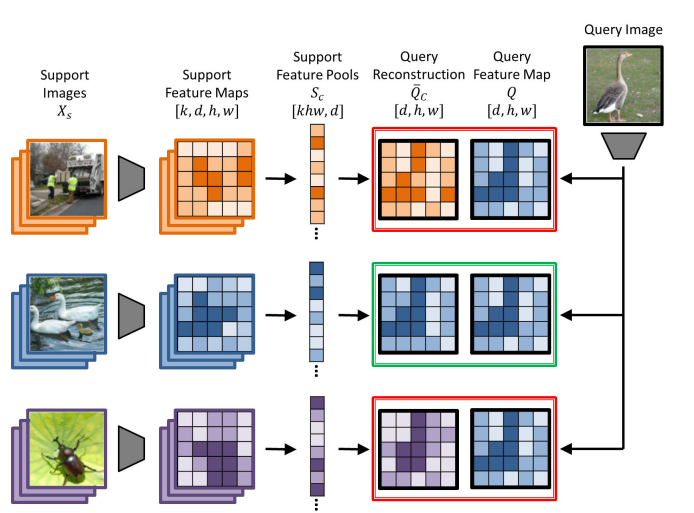 Query Image
Support
Images
X_s
Support
Feature Maps
[k, d, h, w]
Support
Feature Pools
S_c
[khw, d]
Query
Reconstruction
Q̄_C
[d, h, w]
Query
Feature Map
Q
[d, h, w]